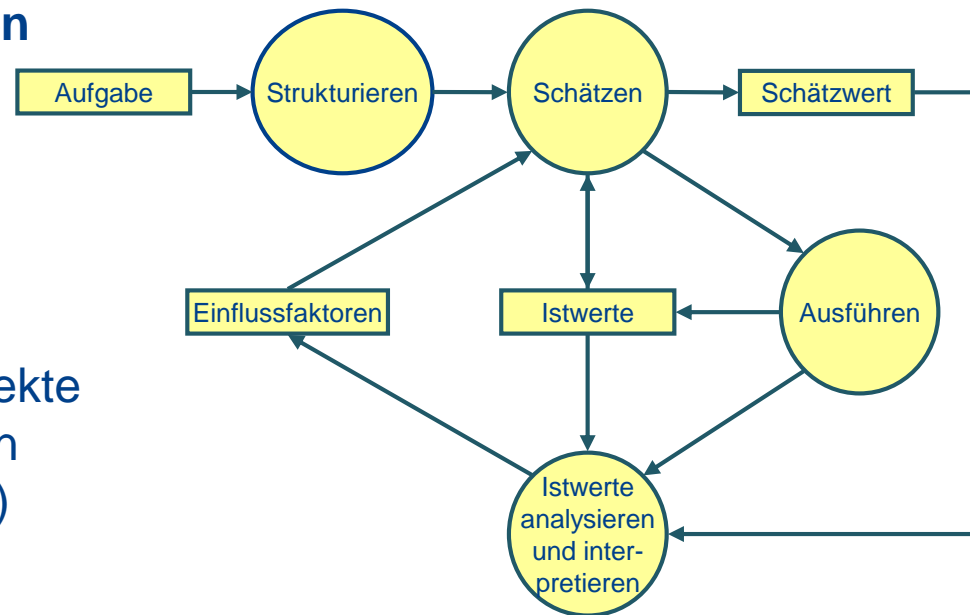 n
Aufgabe
Strukturieren
Schätzen
Schätzwert
Einflussfaktoren
Istwerte
Ausführen
ekte
n
)
Istwerte
analysieren
und inter-
pretieren